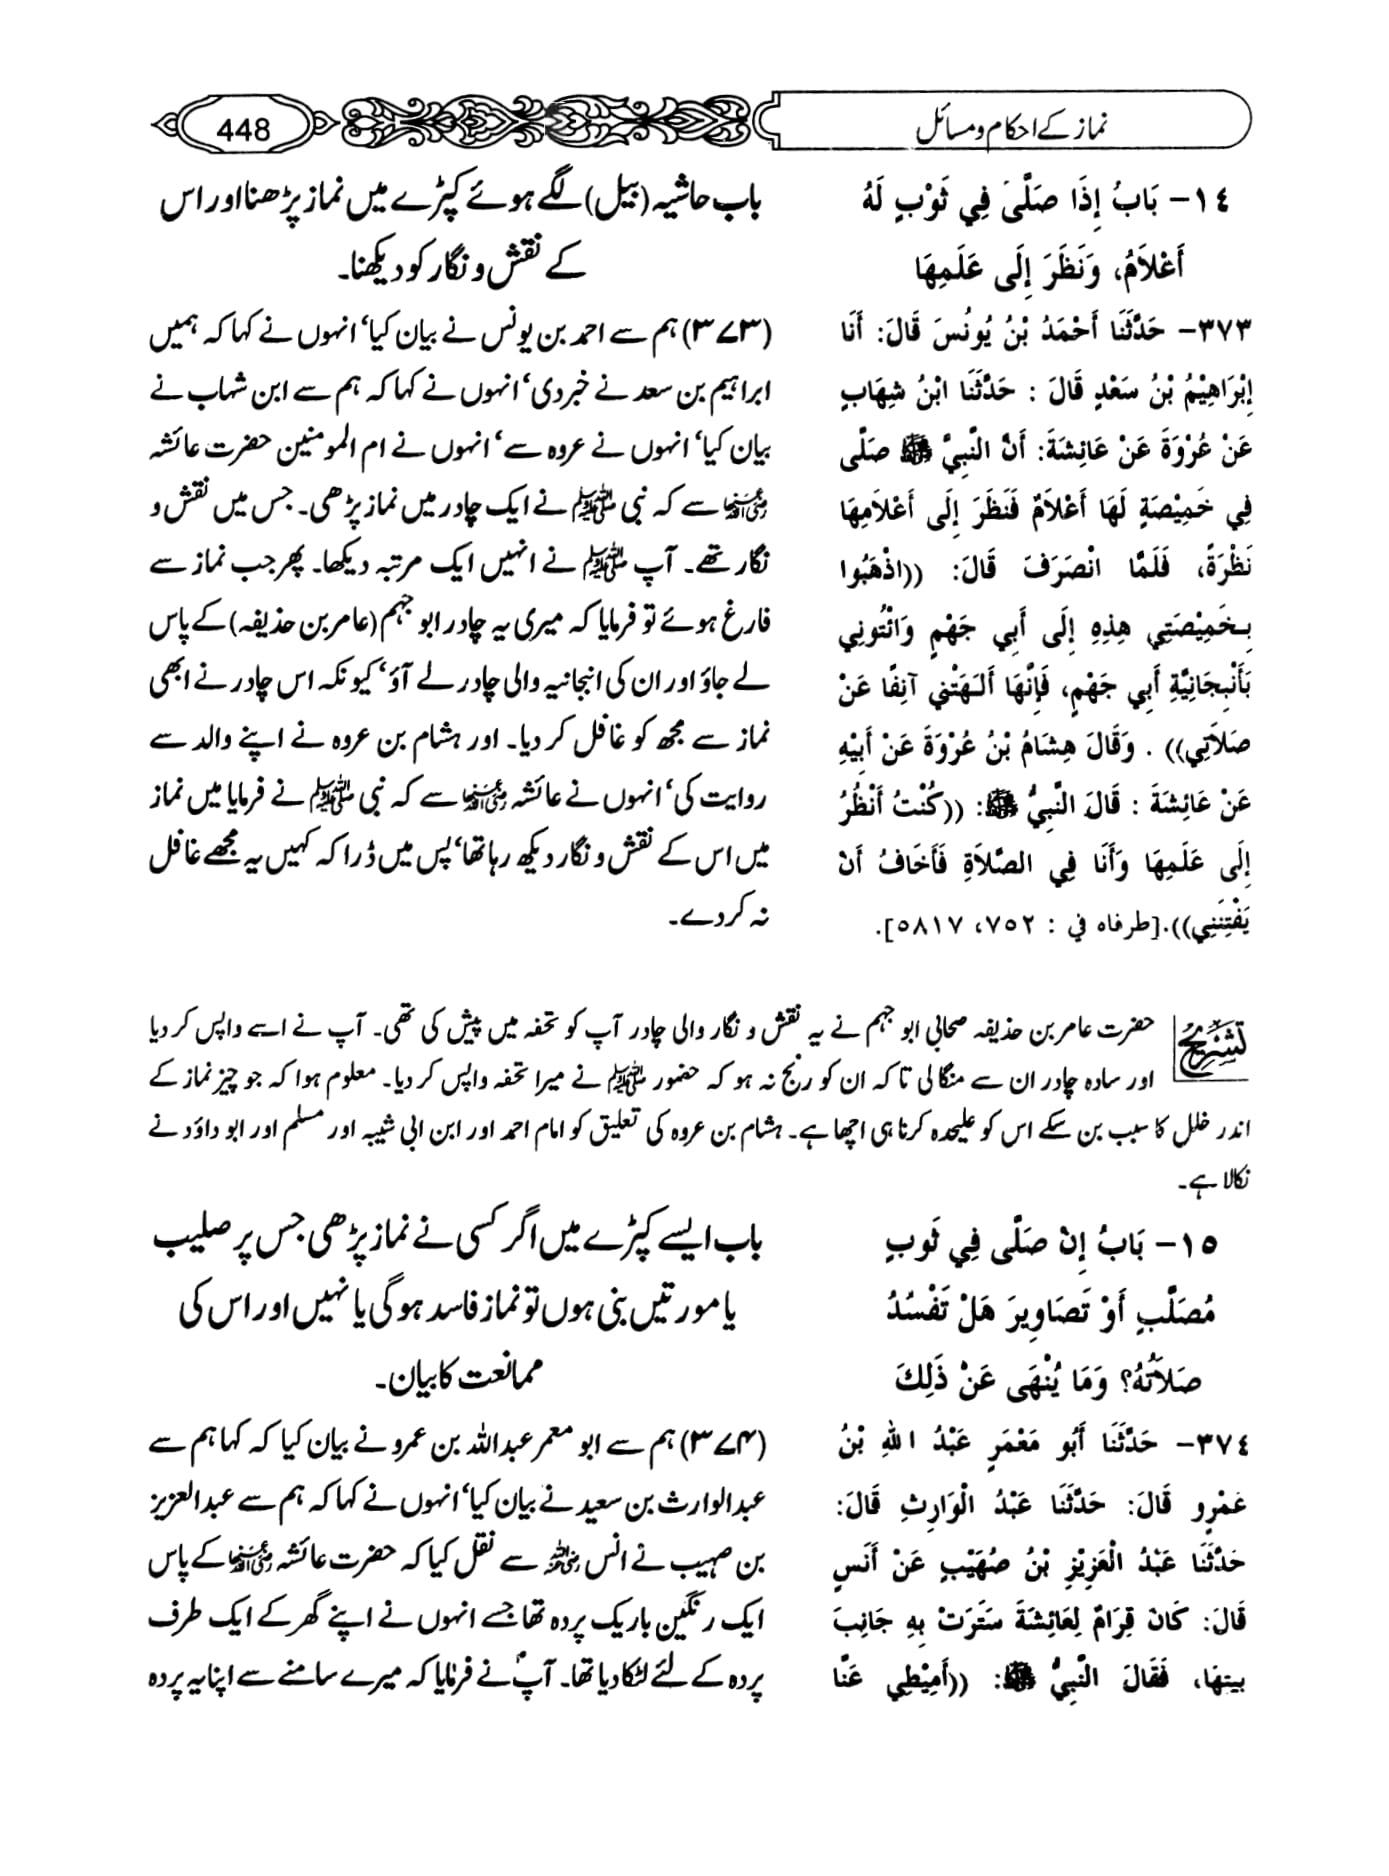 نماز کے احکام و مسائل
448
١٤- بَابُ إِذَا صَلَّى فِي ثَوْبٍ لَهُ
أَعْلَامٌ، وَنَظَرَ إِلَى عَلَمِهَا
٣٧٣- حَدَّثَنَا أَحْمَدُ بْنُ يُونُسَ قَالَ: أَنَا
إِبْرَاهِيْمُ بْنُ سَعْدٍ قَالَ : حَدَّثَنَا ابْنُ شِهَابٍ
عَنْ عُرْوَةَ عَنْ عَائِشَةَ: أَنَّ النَّبِيَّ ﷺ صَلَّى
فِي خَمِيْصَةٍ لَهَا أَعْلاَمٌ فَنَظَرَ إِلَى أَعْلاَمِهَا
نَظْرَةً، فَلَمَّا انْصَرَفَ قَالَ: ((اذْهَبُوا
بِخَمِيْصَتِي هَذِهِ إِلَى أَبِي جَهْمٍ وَائْتُونِي
بِأَنْبِجَانِيَّةِ أَبِي جَهْمٍ، فَإِنَّهَا أَلْهَتْنِي آنِفًا عَنْ
صَلاَتِي)) . وَقَالَ هِشَامُ بْنُ عُرْوَةَ عَنْ أَبِيْهِ
عَنْ عَائِشَةَ : قَالَ النَّبِيُّ ﷺ: ((كُنْتُ أَنْظُرُ
إِلَى عَلَمِهَا وَأَنَا فِي الصَّلاَةِ فَأَخَافُ أَنْ
يَفْتِنَنِي)).[طرفاه في : ٧٥٢، ٥٨١٧].
باب حاشیہ (بیل) لگے ہوئے کپڑے میں نماز پڑھنا اور اس
کے نقش و نگار کو دیکھنا۔
(۳۷۳) ہم سے احمد بن یونس نے بیان کیا' انہوں نے کہا کہ ہمیں
ابراہیم بن سعد نے خبر دی' انہوں نے کہا کہ ہم سے ابن شہاب نے
بیان کیا' انہوں نے عروہ سے' انہوں نے ام المومنین حضرت عائشہ
رضی اللہ عنہا سے کہ نبی ﷺ نے ایک چادر میں نماز پڑھی۔ جس میں نقش و
نگار تھے۔ آپ ﷺ نے انہیں ایک مرتبہ دیکھا۔ پھر جب نماز سے
فارغ ہوئے تو فرمایا کہ میری یہ چادر ابو جہم (عامر بن حذیفہ) کے پاس
لے جاؤ اور ان کی انبجانیہ والی چادر لے آؤ' کیونکہ اس چادر نے ابھی
نماز سے مجھ کو غافل کر دیا۔ اور ہشام بن عروہ نے اپنے والد سے
روایت کی' انہوں نے عائشہ رضی اللہ عنہا سے کہ نبی ﷺ نے فرمایا میں نماز
میں اس کے نقش و نگار دیکھ رہا تھا' پس میں ڈرا کہ کہیں یہ مجھے غافل
نہ کر دے۔
تشریح
حضرت عامر بن حذیفہ صحابی ابو جہم نے یہ نقش و نگار والی چادر آپ کو تحفہ میں پیش کی تھی۔ آپ نے اسے واپس کر دیا
اور سادہ چادر ان سے منگالی تاکہ ان کو رنج نہ ہو کہ حضور ﷺ نے میرا تحفہ واپس کر دیا۔ معلوم ہوا کہ جو چیز نماز کے
اندر خلل کا سبب بن سکے اس کو علیحدہ کرنا ہی اچھا ہے۔ ہشام بن عروہ کی تعلیق کو امام احمد اور ابن ابی شیبہ اور مسلم اور ابو داؤد نے
نکالا ہے۔
١٥- بَابُ إِنْ صَلَّى فِي ثَوبٍ
مُصَلَّبٍ أَوْ تَصَاوِيرَ هَلْ تَفْسُدُ
صَلاَتُهُ؟ وَمَا يُنْهَى عَنْ ذَلِكَ
٣٧٤- حَدَّثَنَا أَبُو مَعْمَرٍ عَبْدُ اللهِ بْنُ
عَمْرٍو قَالَ: حَدَّثَنَا عَبْدُ الْوَارِثِ قَالَ:
حَدَّثَنَا عَبْدُ الْعَزِيْزِ بْنُ صُهَيْبٍ عَنْ أَنَسٍ
قَالَ: كَانَ قِرَامٌ لِعَائِشَةَ سَتَرَتْ بِهِ جَانِبَ
بيتها، فَقَالَ النَّبِيُّ ﷺ: ((أَمِيْطِي عَنَّا
باب ایسے کپڑے میں اگر کسی نے نماز پڑھی جس پر صلیب
یا مورتیں بنی ہوں تو نماز فاسد ہوگی یا نہیں اور اس کی
ممانعت کا بیان۔
(۳۷۴) ہم سے ابو معمر عبداللہ بن عمرو نے بیان کیا کہ کہا ہم سے
عبدالوارث بن سعید نے بیان کیا' انہوں نے کہا کہ ہم سے عبدالعزیز
بن صہیب نے انس رضی اللہ عنہ سے نقل کیا کہ حضرت عائشہ رضی اللہ عنہا کے پاس
ایک رنگین باریک پردہ تھا جسے انہوں نے اپنے گھر کے ایک طرف
پردہ کے لئے لٹکا دیا تھا۔ آپؐ نے فرمایا کہ میرے سامنے سے اپنا یہ پردہ